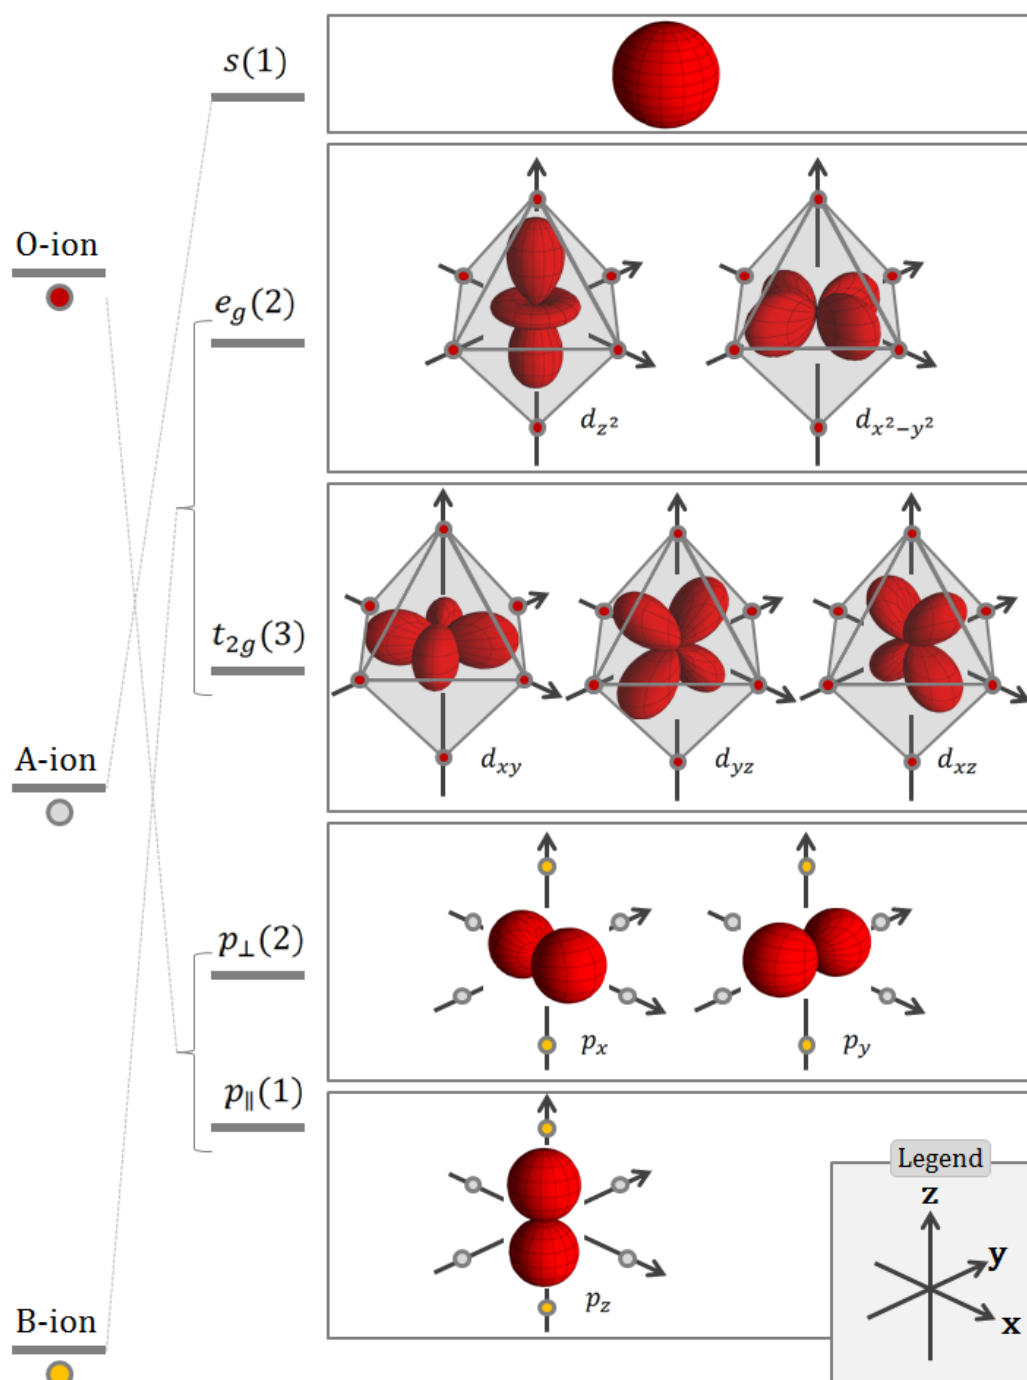 s(1)
O-ion
e_g(2)
d_{z^2}
d_{x^2-y^2}
t_{2g}(3)
A-ion
d_{xy}
d_{yz}
d_{xz}
p_⊥(2)
p_x
p_y
p_∥(1)
Legend
z
y
x
p_z
B-ion